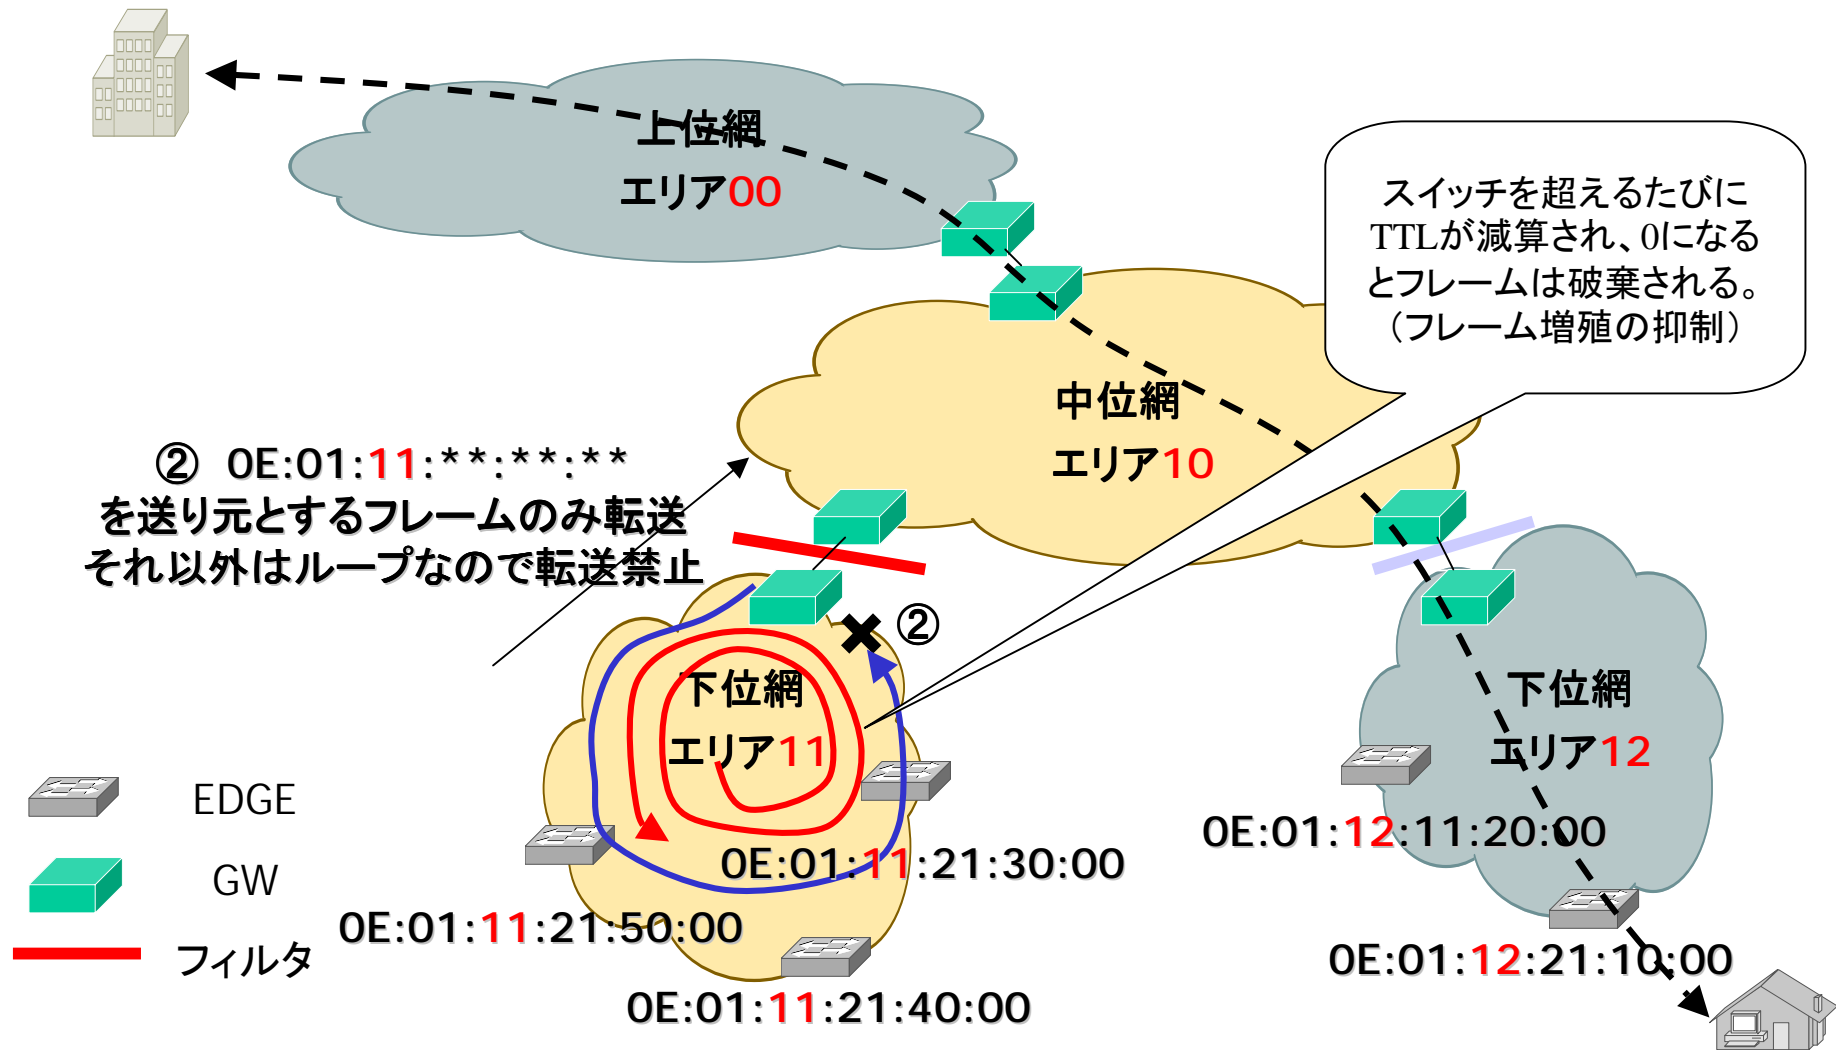 上位網
エリア00
スイッチを超えるたびに
TTLが減算され、0になる
とフレームは破棄される。
（フレーム増殖の抑制）
中位網
エリア10
② 0E:01:11:**:**:**
を送り元とするフレームのみ転送
それ以外はループなので転送禁止
②
下位網
エリア11
下位網
エリア12
EDGE
GW
フィルタ
0E:01:11:21:30:00
0E:01:12:11:20:00
0E:01:11:21:50:00
0E:01:12:21:10:00
0E:01:11:21:40:00